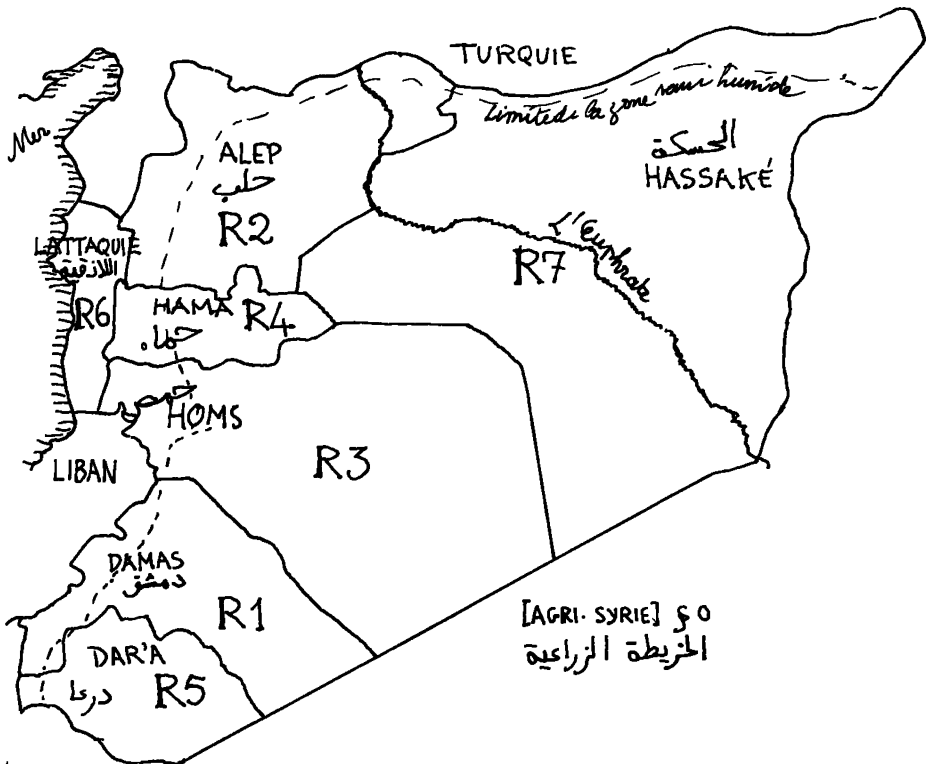 TURQUIE
Limite de la zone semi humide
Mer
ALEP
حلب
R2
الحسكة
HASSAKÉ
LATTAQUIE
اللاذقية
R6
L'Euphrate
R7
HAMA
حماه
R4
حمص
HOMS
LIBAN
R3
DAMAS
دمشق
R1
DAR'A
درعا
R5
[AGRI. SYRIE] § 0
الخريطة الزراعية